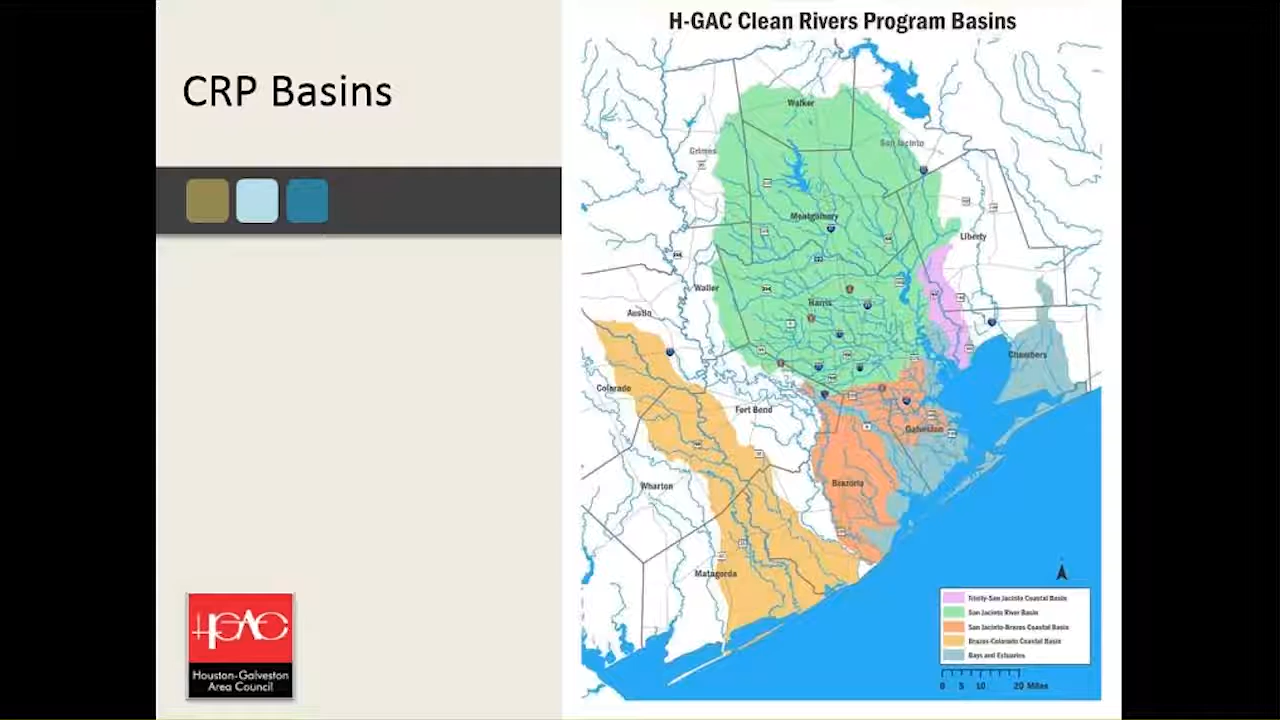 H-GAC Clean Rivers Program Basins
CRP Basins
Walker
Grimes
San Jacinto
Montgomery
Liberty
Waller
Harris
Austin
Chambers
Colorado
Fort Bend
Galveston
Brazoria
Wharton
Matagorda
Trinity-San Jacinto Coastal Basin
San Jacinto River Basin
San Jacinto-Brazos Coastal Basin
Brazos-Colorado Coastal Basin
Bays and Estuaries
0 5 10 20 Miles
HGAC
Houston-Galveston
Area Council